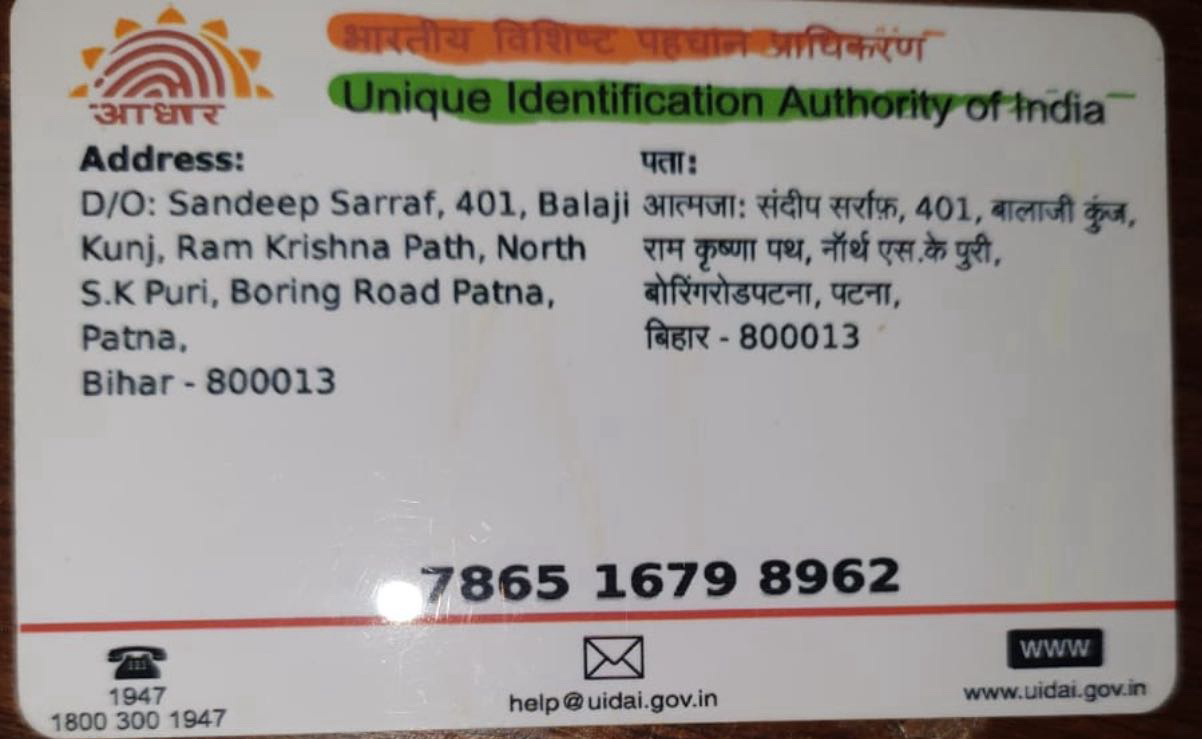 आधार
भारतीय विशिष्ट पहचान प्राधिकरण
Unique Identification Authority of India
Address:
D/O: Sandeep Sarraf, 401, Balaji
Kunj, Ram Krishna Path, North
S.K Puri, Boring Road Patna,
Patna,
Bihar - 800013
पता:
आत्मजा: संदीप सर्राफ़, 401, बालाजी कुंज,
राम कृष्णा पथ, नॉर्थ एस.के पुरी,
बोरिंगरोडपटना, पटना,
बिहार - 800013
7865 1679 8962
1947
1800 300 1947
help@uidai.gov.in
www
www.uidai.gov.in